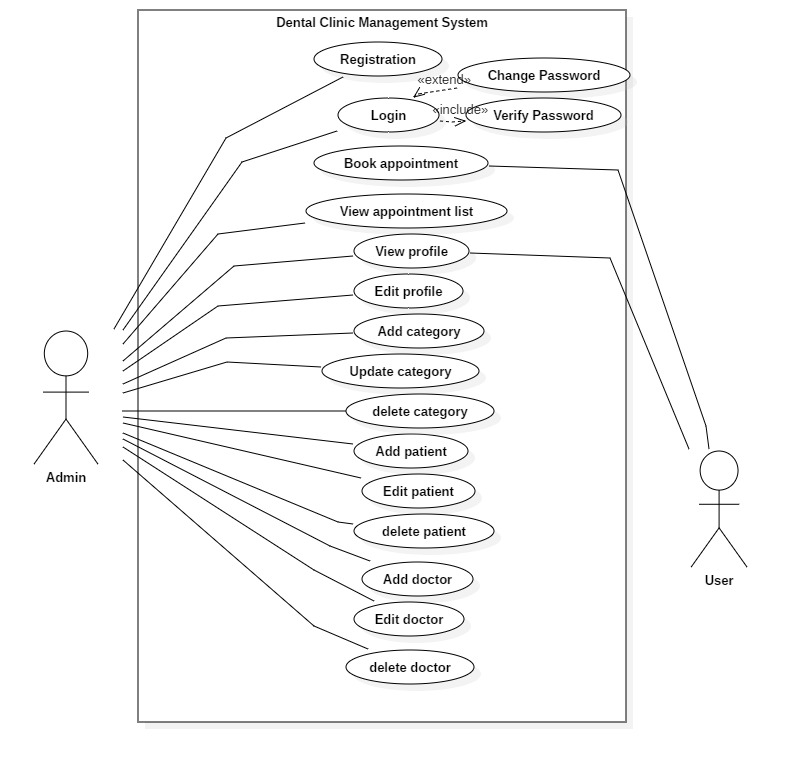 Dental Clinic Management System
Registration
«extend»
Change Password
Login
«include»
Verify Password
Book appointment
View appointment list
View profile
Edit profile
Add category
Update category
delete category
Add patient
Admin
Edit patient
delete patient
Add doctor
User
Edit doctor
delete doctor